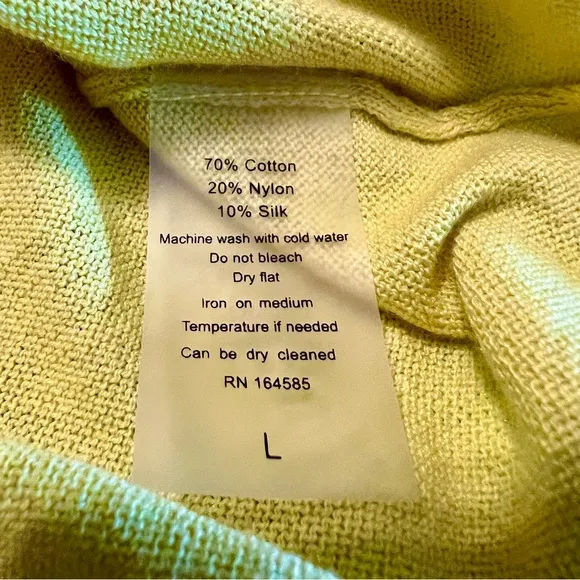 70% Cotton
20% Nylon
10% Silk
Machine wash with cold water
Do not bleach
Dry flat
Iron on medium
Temperature if needed
Can be dry cleaned
RN 164585
L